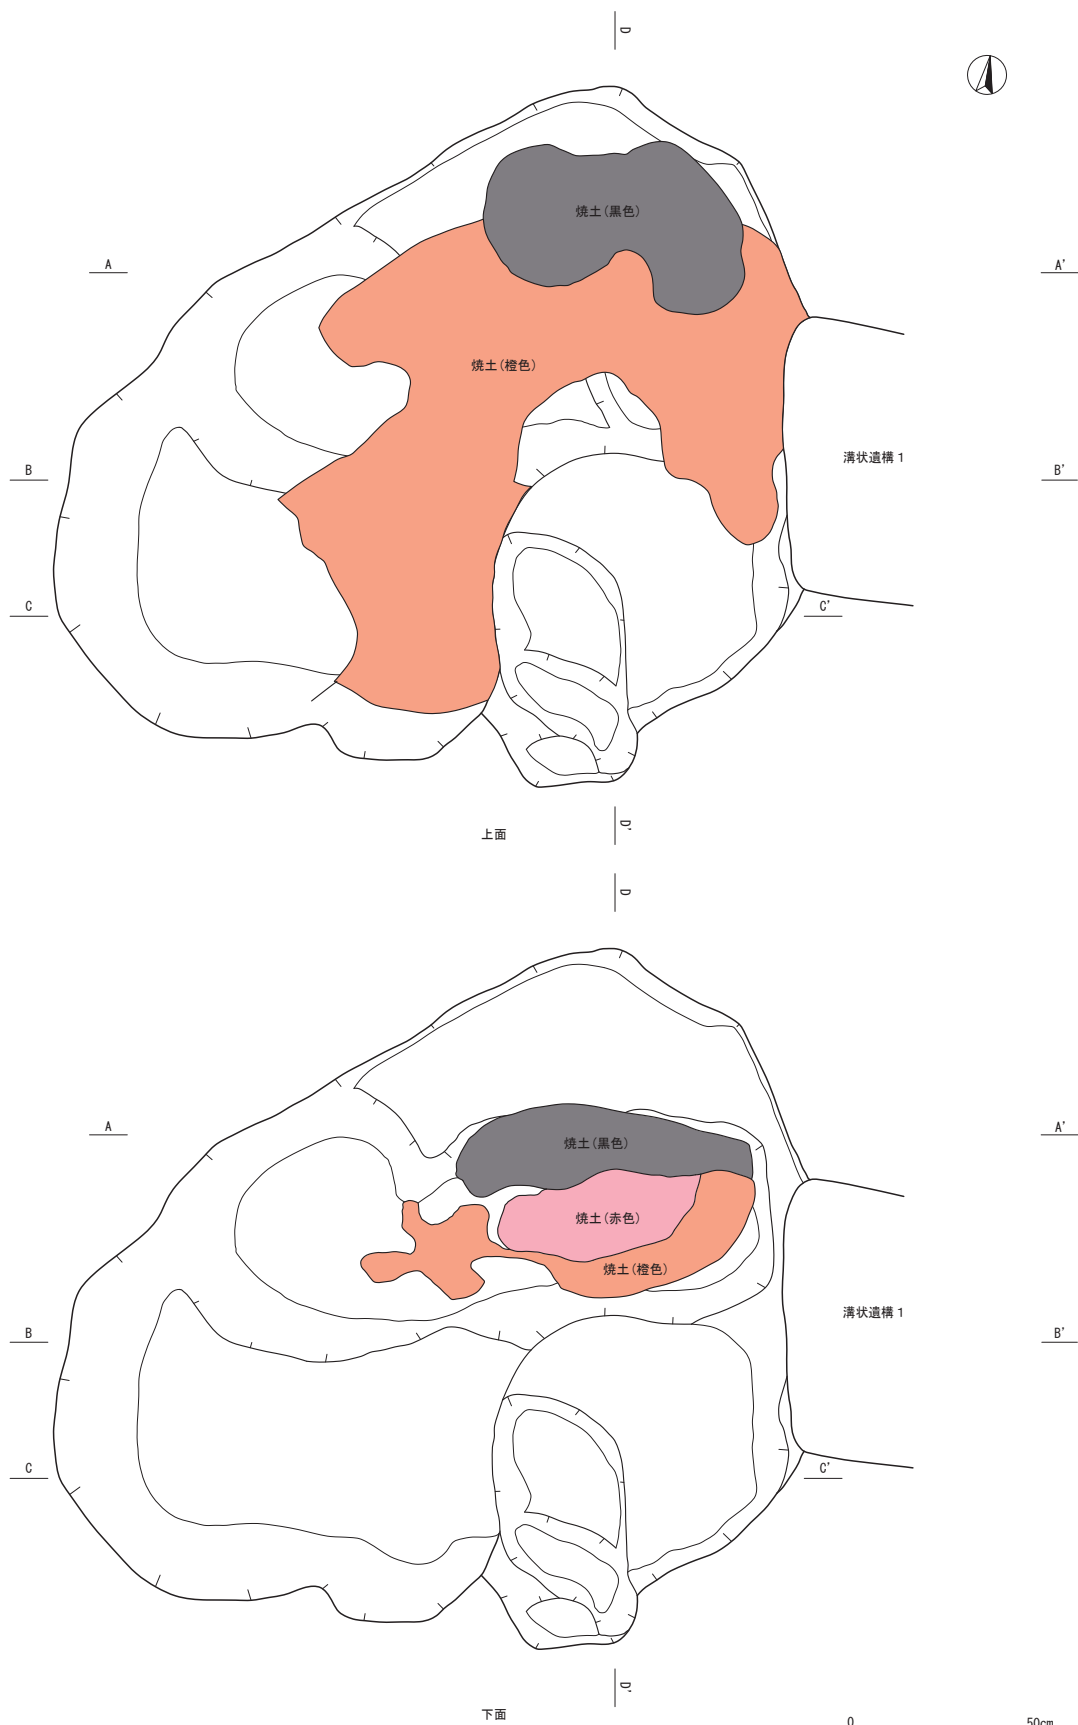 D
焼土(黒色)
A
A'
焼土(橙色)
溝状遺構1
B
B'
C
C'
上面
D'
D
A
焼土(黒色)
A'
焼土(赤色)
焼土(橙色)
溝状遺構1
B
B'
C
C'
D'
下面
0 50cm